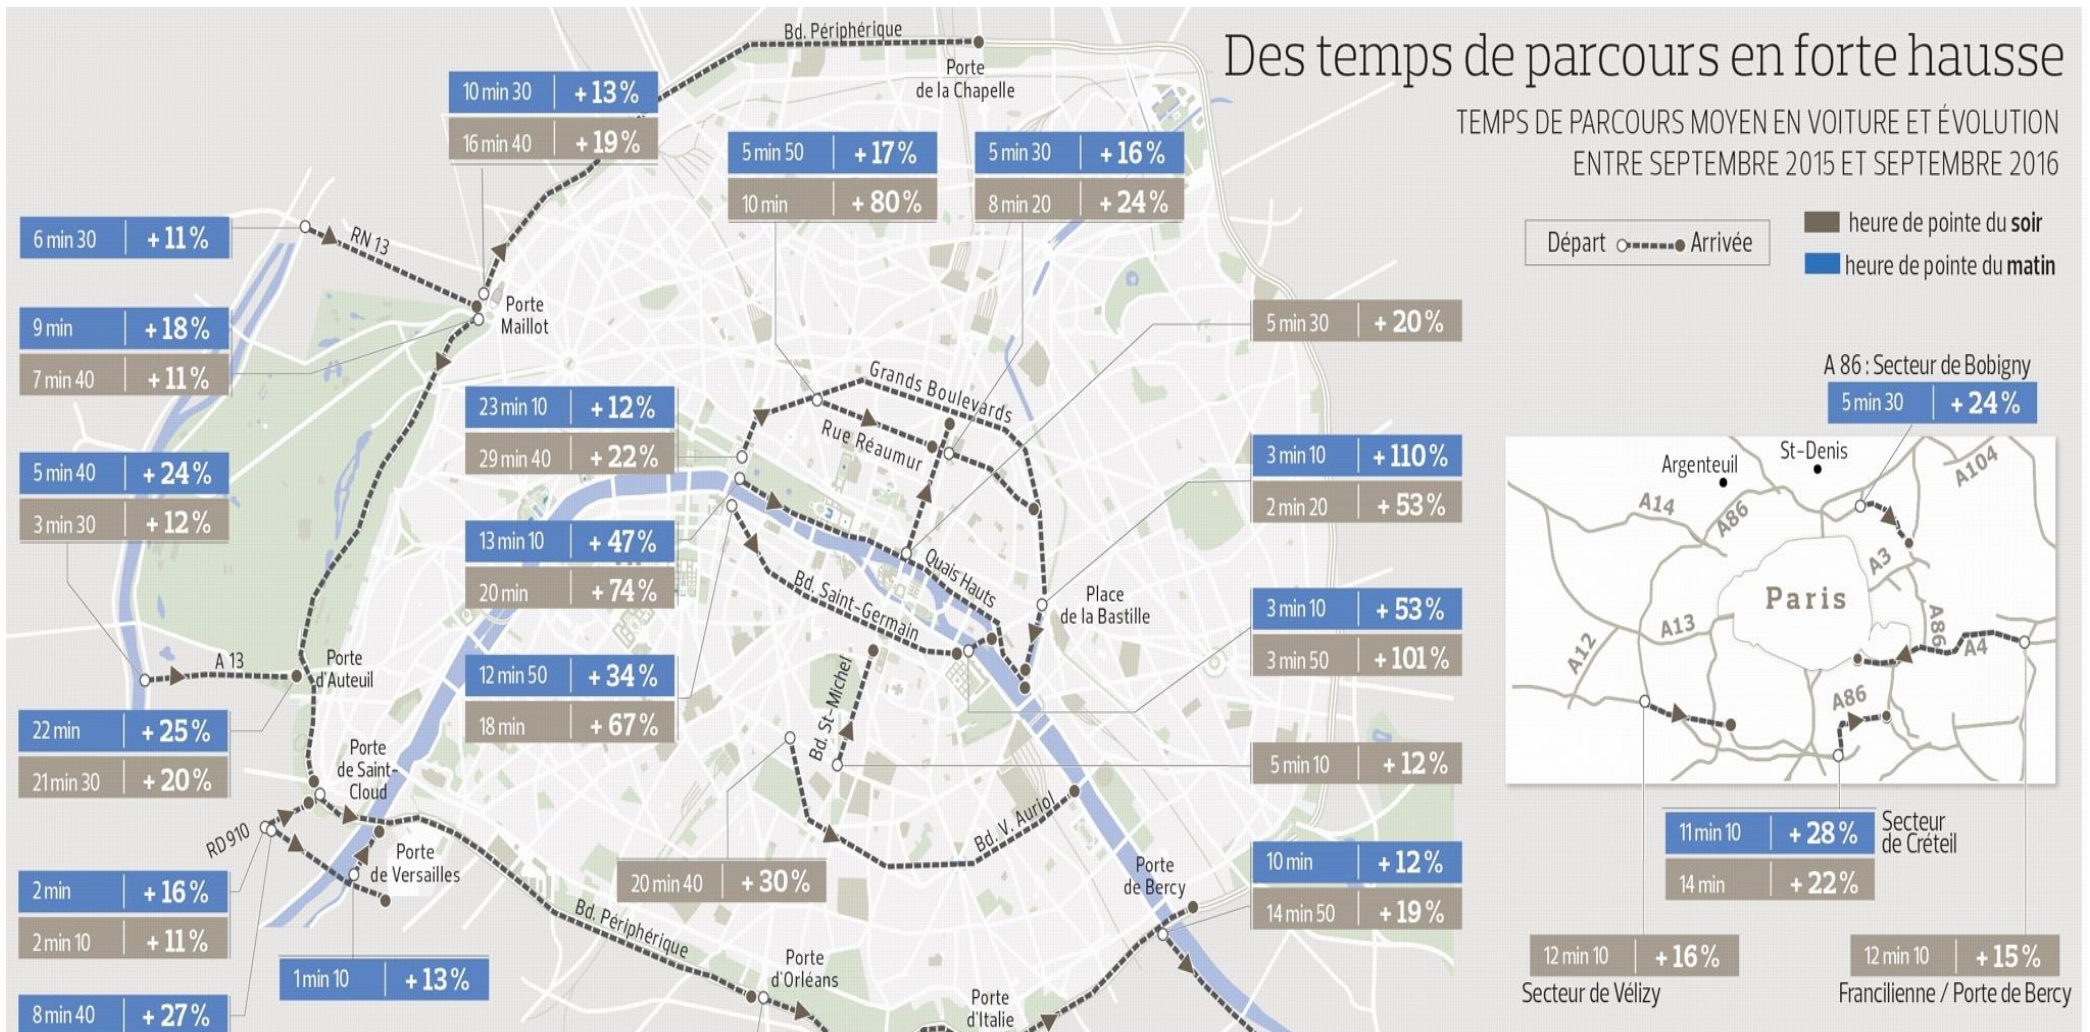 Des temps de parcours en forte hausse
TEMPS DE PARCOURS MOYEN EN VOITURE ET ÉVOLUTION
ENTRE SEPTEMBRE 2015 ET SEPTEMBRE 2016
Départ Arrivée
heure de pointe du soir
heure de pointe du matin
Bd. Périphérique
Porte
de la Chapelle
10 min 30 + 13 %
16 min 40 + 19 %
5 min 50 + 17 %
10 min + 80 %
5 min 30 + 16 %
8 min 20 + 24 %
6 min 30 + 11 %
RN 13
9 min + 18 %
7 min 40 + 11 %
Porte
Maillot
5 min 30 + 20 %
23 min 10 + 12 %
29 min 40 + 22 %
Grands Boulevards
Rue Réaumur
5 min 40 + 24 %
3 min 30 + 12 %
3 min 10 + 110 %
2 min 20 + 53 %
13 min 10 + 47 %
20 min + 74 %
Quais Hauts
Bd. Saint-Germain
Place
de la Bastille
3 min 10 + 53 %
3 min 50 + 101 %
A 13
Porte
d'Auteuil
12 min 50 + 34 %
18 min + 67 %
Bd. St-Michel
22 min + 25 %
21 min 30 + 20 %
Porte
de Saint-
Cloud
5 min 10 + 12 %
RD 910
Porte
de Versailles
Bd. V. Auriol
20 min 40 + 30 %
Porte
de Bercy
10 min + 12 %
14 min 50 + 19 %
2 min + 16 %
2 min 10 + 11 %
1 min 10 + 13 %
8 min 40 + 27 %
Bd. Périphérique
Porte
d'Orléans
Porte
d'Italie
A 86 : Secteur de Bobigny
5 min 30 + 24 %
Argenteuil
St-Denis
A104
A14
A86
A3
Paris
A13
A12
A86
A4
A86
11 min 10 + 28 %
14 min + 22 %
Secteur
de Créteil
12 min 10 + 16 %
Secteur de Vélizy
12 min 10 + 15 %
Francilienne / Porte de Bercy